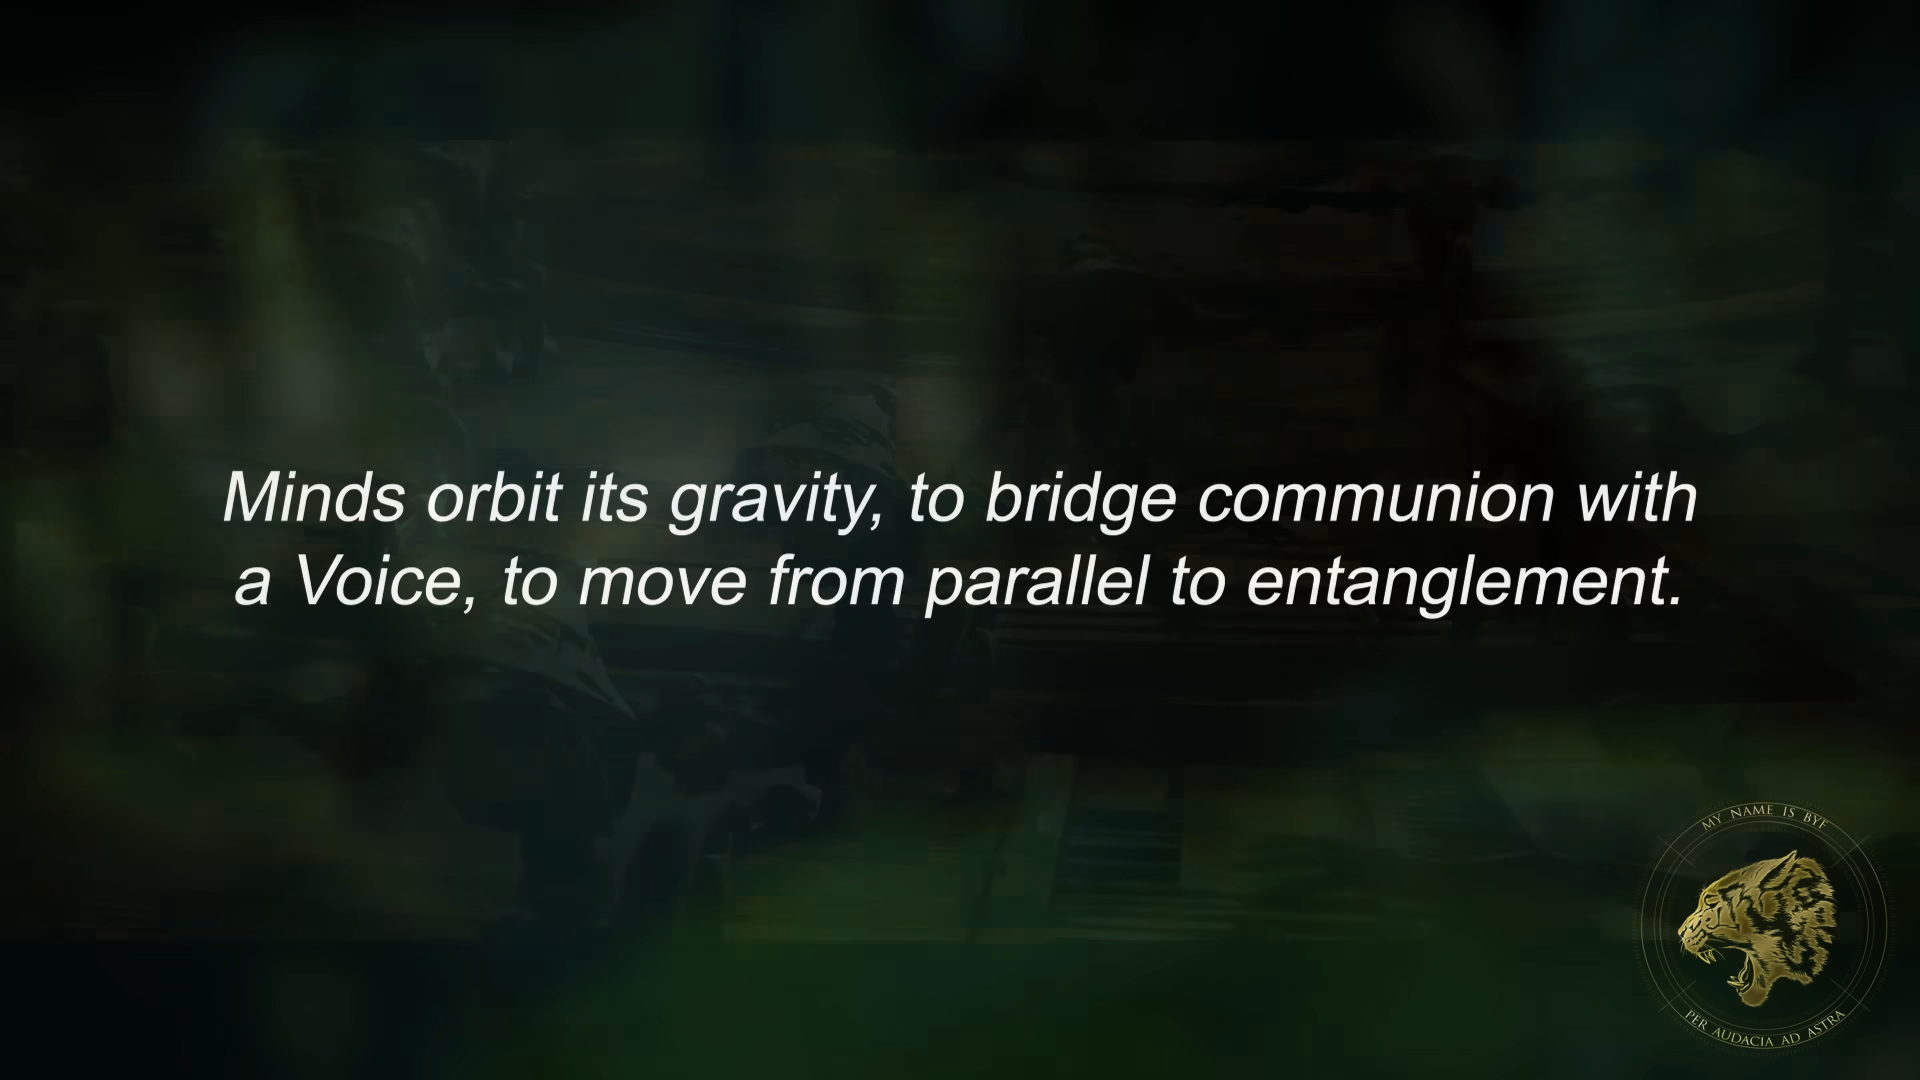 Minds orbit its gravity, to bridge communion with
a Voice, to move from parallel to entanglement.
MY NAME IS BYF
PER AUDACIA AD ASTRA